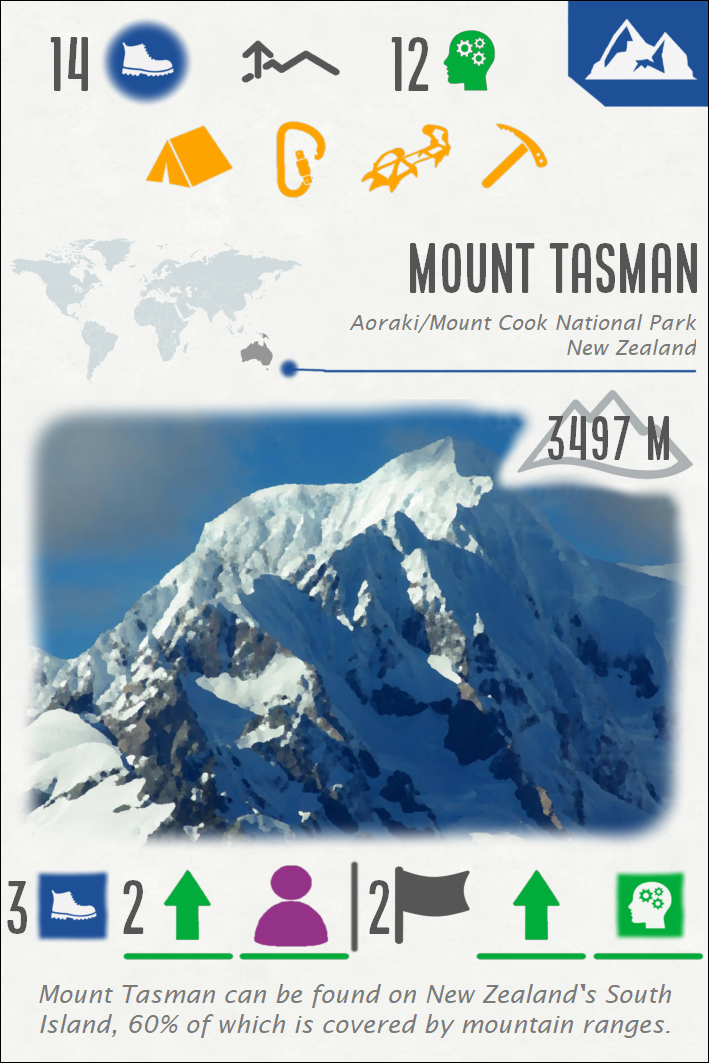 14 12
MOUNT TASMAN
Aoraki/Mount Cook National Park
New Zealand
3497 M
3 2 2
Mount Tasman can be found on New Zealand's South
Island, 60% of which is covered by mountain ranges.